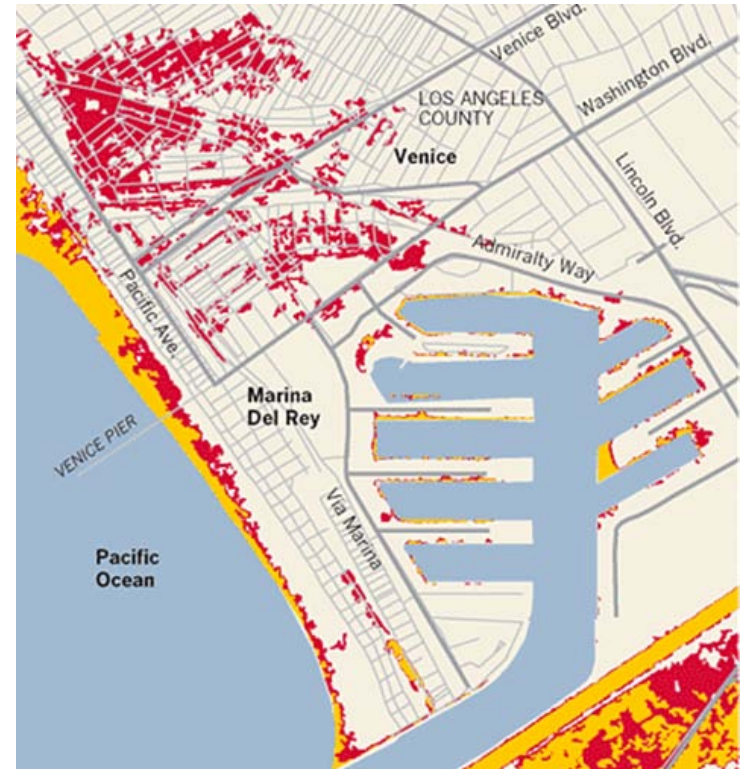 Venice Blvd.
Washington Blvd.
LOS ANGELES
COUNTY
Venice
Lincoln Blvd.
Admiralty Way
Pacific Ave.
Marina
Del Rey
VENICE PIER
Via Marina
Pacific
Ocean